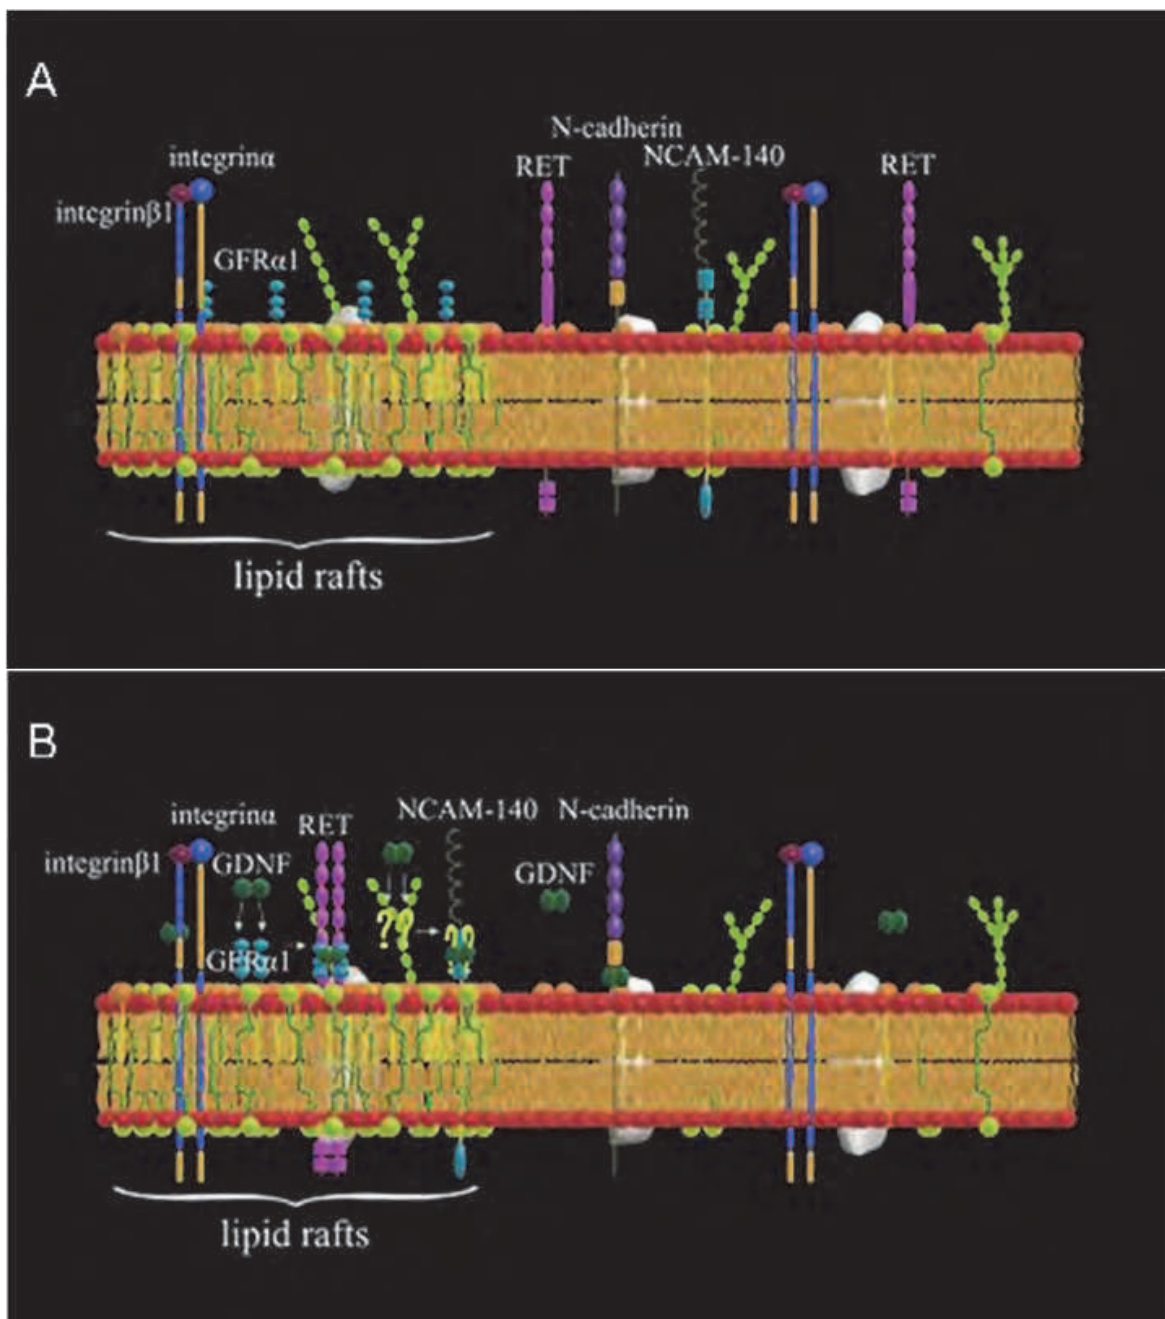 A
N-cadherin
integrinα
RET
NCAM-140
RET
integrinβ1
GFRα1
lipid rafts
B
NCAM-140
N-cadherin
integrinα
RET
integrinβ1
GDNF
GDNF
??
??
GFRα1
lipid rafts